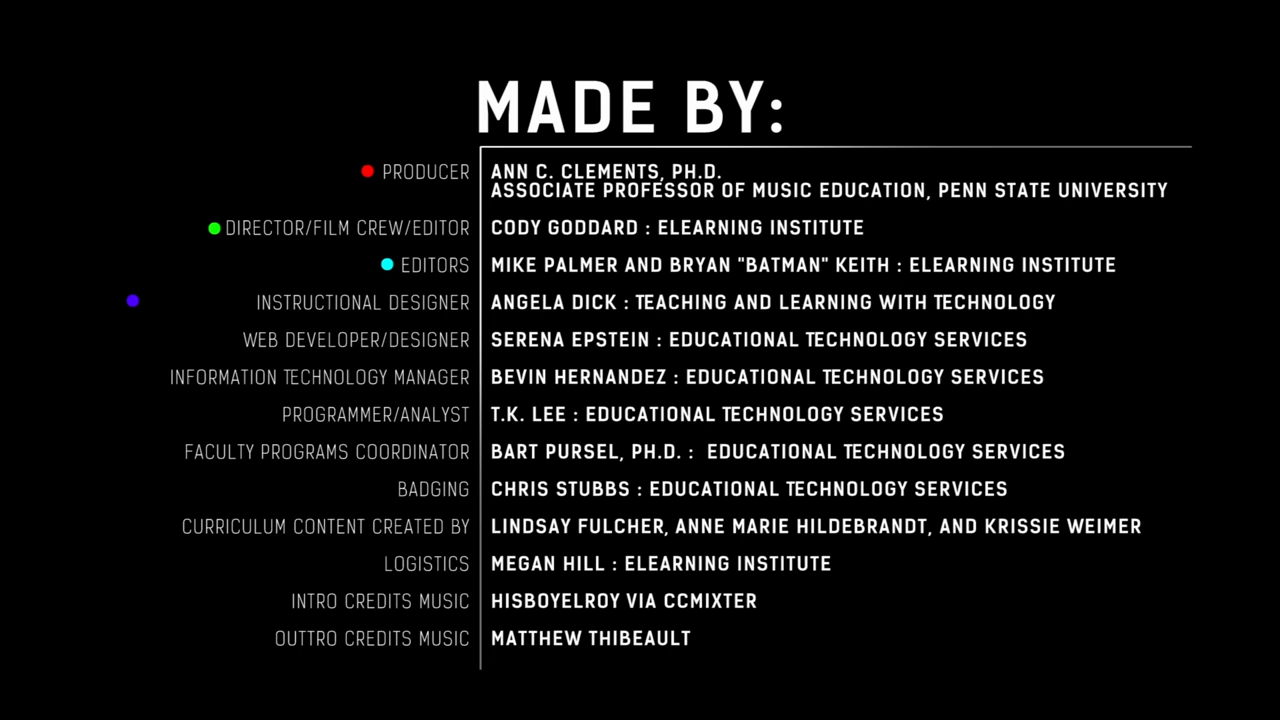 MADE BY:
PRODUCER ANN C. CLEMENTS, PH.D.
ASSOCIATE PROFESSOR OF MUSIC EDUCATION, PENN STATE UNIVERSITY
DIRECTOR/FILM CREW/EDITOR CODY GODDARD : ELEARNING INSTITUTE
EDITORS MIKE PALMER AND BRYAN "BATMAN" KEITH : ELEARNING INSTITUTE
INSTRUCTIONAL DESIGNER ANGELA DICK : TEACHING AND LEARNING WITH TECHNOLOGY
WEB DEVELOPER/DESIGNER SERENA EPSTEIN : EDUCATIONAL TECHNOLOGY SERVICES
INFORMATION TECHNOLOGY MANAGER BEVIN HERNANDEZ : EDUCATIONAL TECHNOLOGY SERVICES
PROGRAMMER/ANALYST T.K. LEE : EDUCATIONAL TECHNOLOGY SERVICES
FACULTY PROGRAMS COORDINATOR BART PURSEL, PH.D. : EDUCATIONAL TECHNOLOGY SERVICES
BADGING CHRIS STUBBS : EDUCATIONAL TECHNOLOGY SERVICES
CURRICULUM CONTENT CREATED BY LINDSAY FULCHER, ANNE MARIE HILDEBRANDT, AND KRISSIE WEIMER
LOGISTICS MEGAN HILL : ELEARNING INSTITUTE
INTRO CREDITS MUSIC HISBOYELROY VIA CCMIXTER
OUTTRO CREDITS MUSIC MATTHEW THIBEAULT